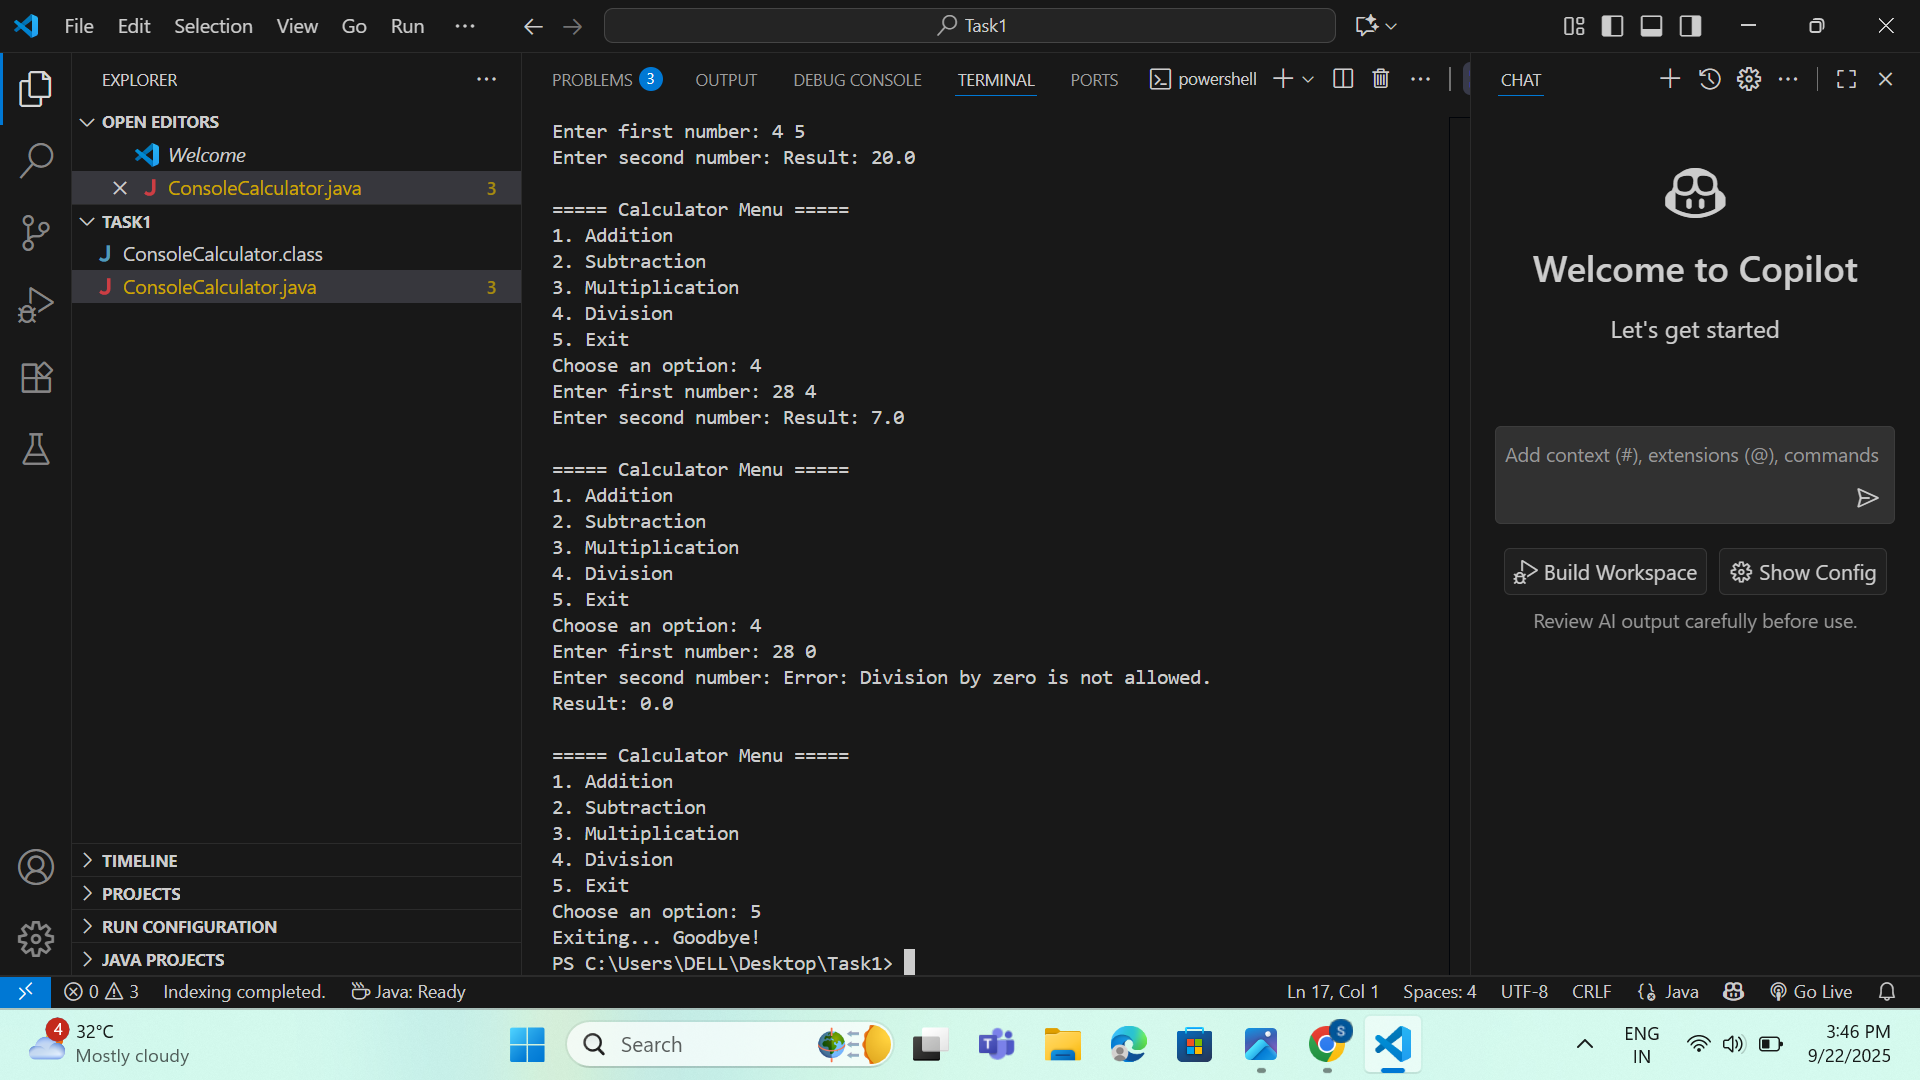 File Edit Selection View Go Run ...
Task1
EXPLORER
OPEN EDITORS
Welcome
ConsoleCalculator.java 3
TASK1
ConsoleCalculator.class
ConsoleCalculator.java 3
TIMELINE
PROJECTS
RUN CONFIGURATION
JAVA PROJECTS
PROBLEMS 3 OUTPUT DEBUG CONSOLE TERMINAL PORTS powershell
Enter first number: 4 5
Enter second number: Result: 20.0
===== Calculator Menu =====
1. Addition
2. Subtraction
3. Multiplication
4. Division
5. Exit
Choose an option: 4
Enter first number: 28 4
Enter second number: Result: 7.0
===== Calculator Menu =====
1. Addition
2. Subtraction
3. Multiplication
4. Division
5. Exit
Choose an option: 4
Enter first number: 28 0
Enter second number: Error: Division by zero is not allowed.
Result: 0.0
===== Calculator Menu =====
1. Addition
2. Subtraction
3. Multiplication
4. Division
5. Exit
Choose an option: 5
Exiting... Goodbye!
PS C:\Users\DELL\Desktop\Task1>
CHAT
Welcome to Copilot
Let's get started
Add context (#), extensions (@), commands
Build Workspace Show Config
Review AI output carefully before use.
0 3 Indexing completed. Java: Ready
Ln 17, Col 1 Spaces: 4 UTF-8 CRLF {} Java Go Live
4
32°C
Mostly cloudy
Search
T
S
ENG
IN
3:46 PM
9/22/2025